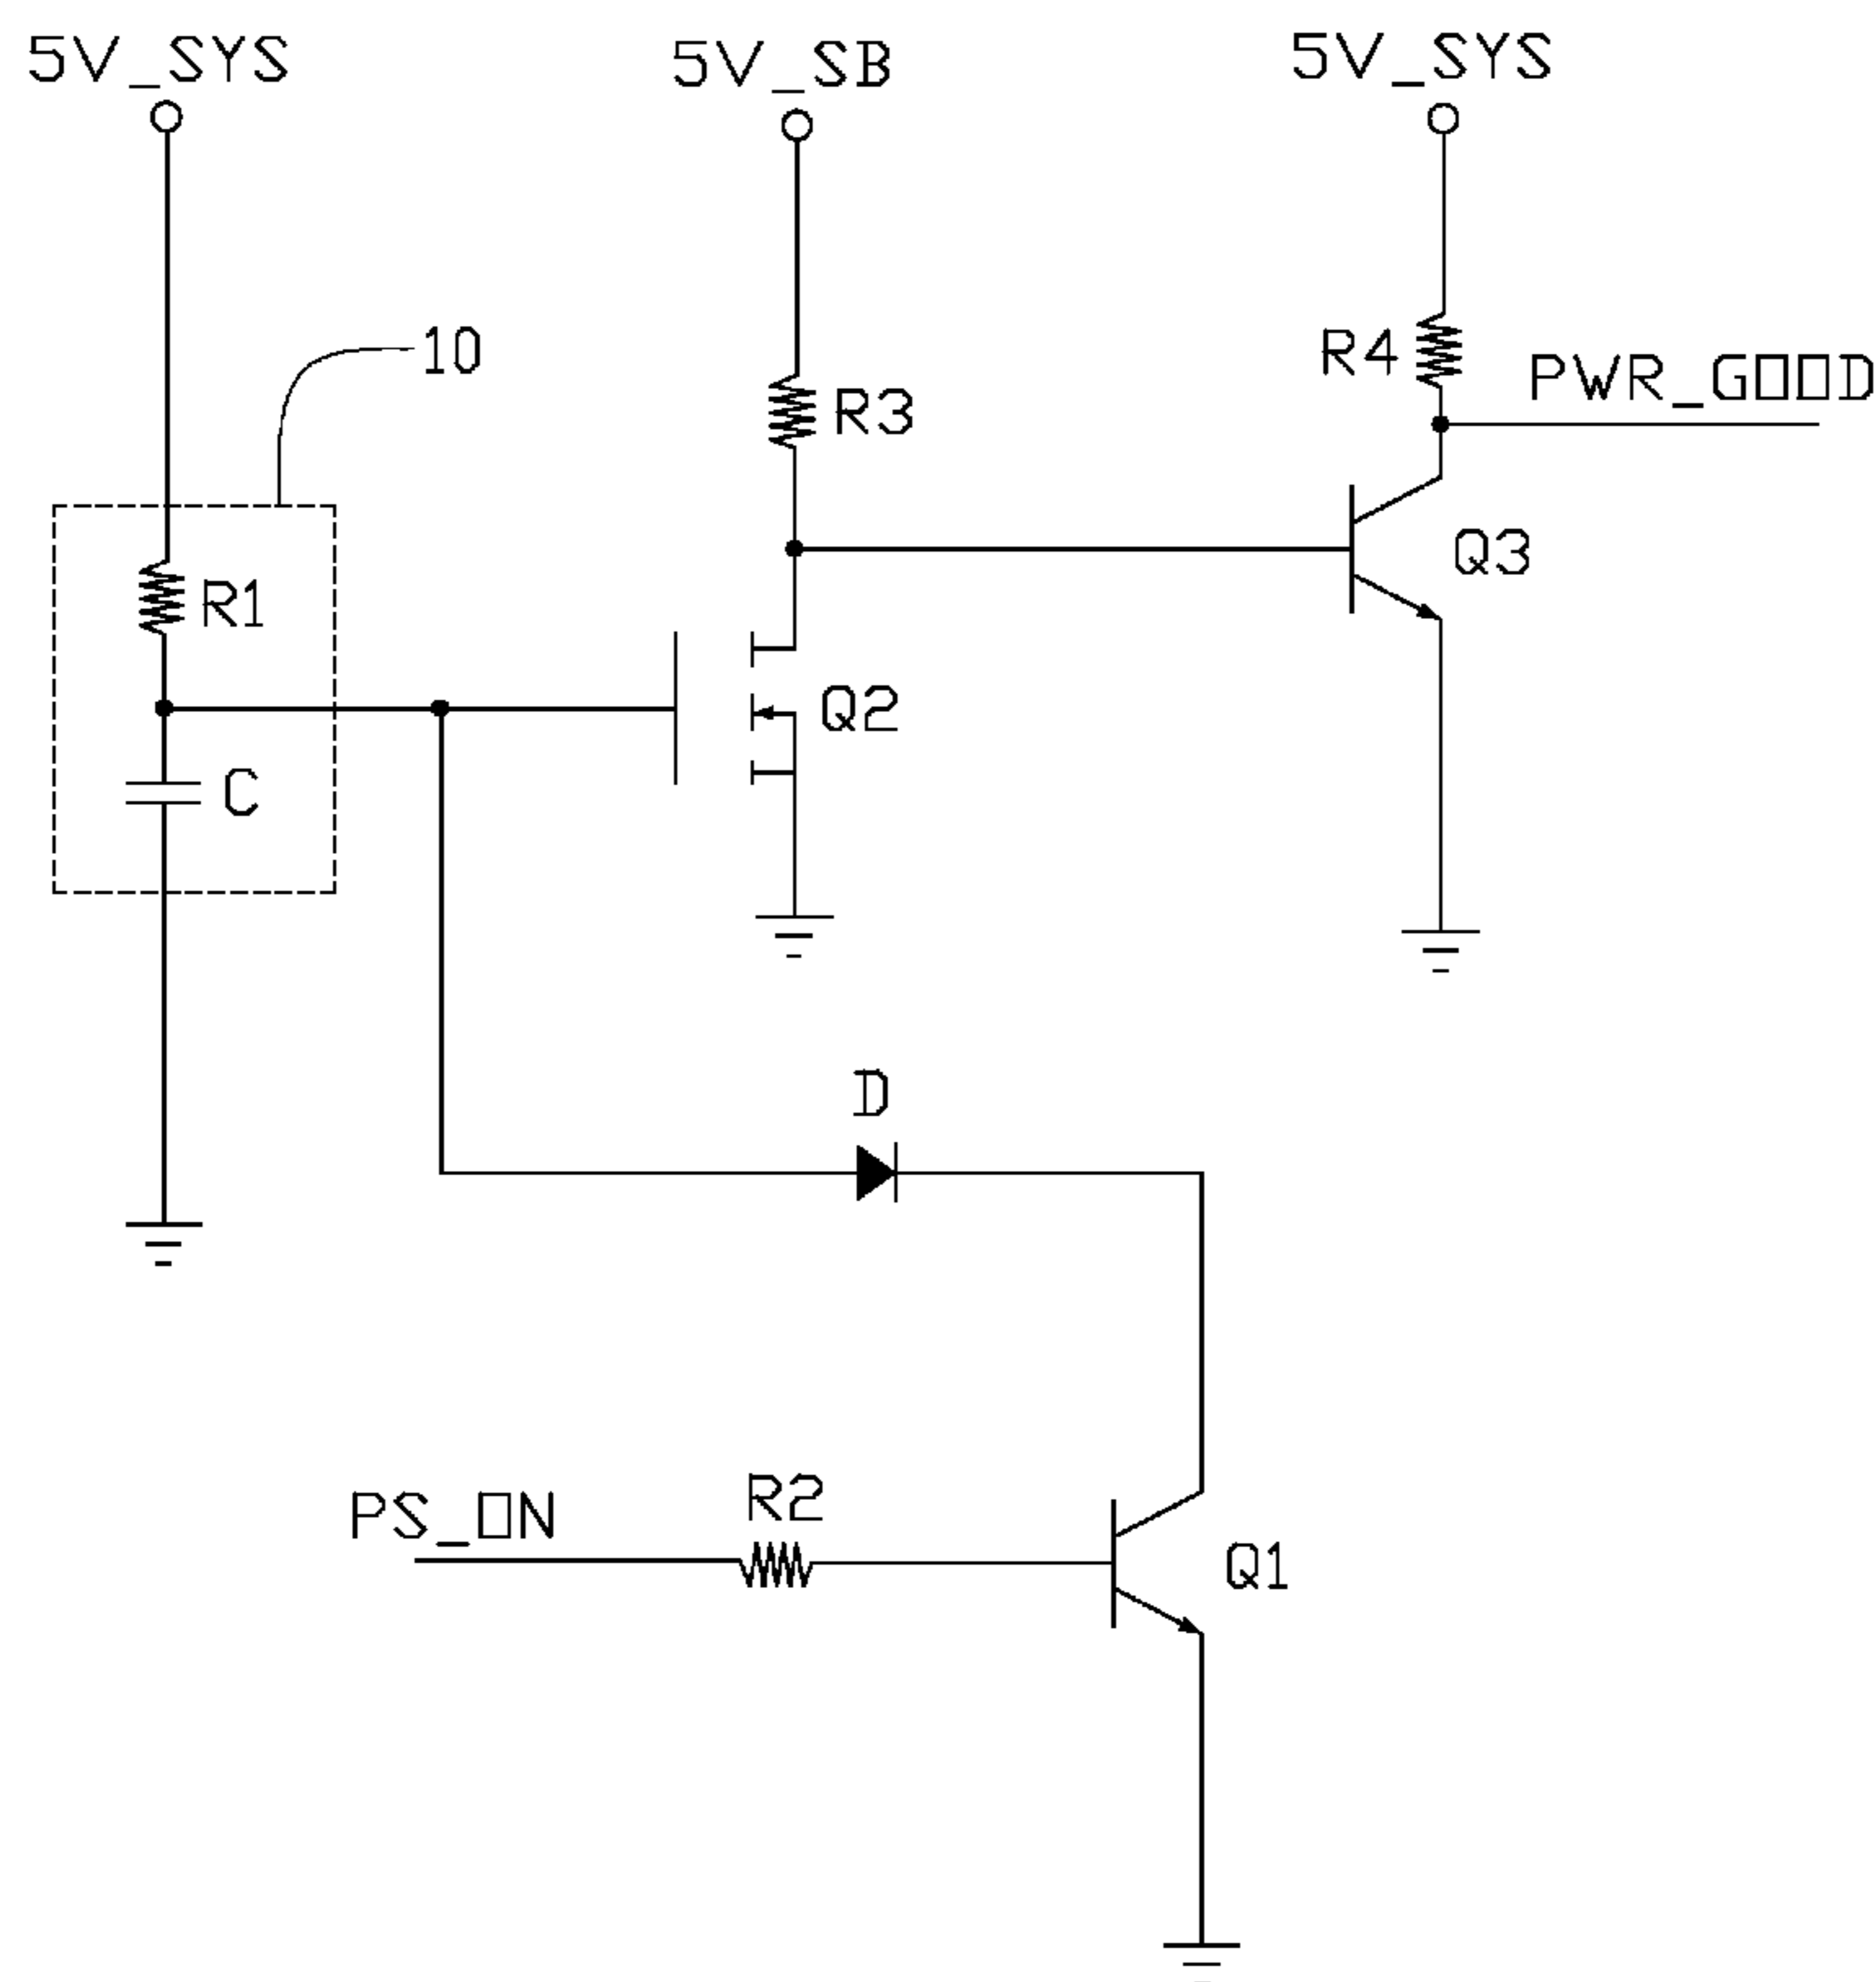 5V_SYS
5V_SB
5V_SYS
10
R4
PWR_GOOD
R3
Q3
R1
Q2
C
D
R2
PS_ON
Q1